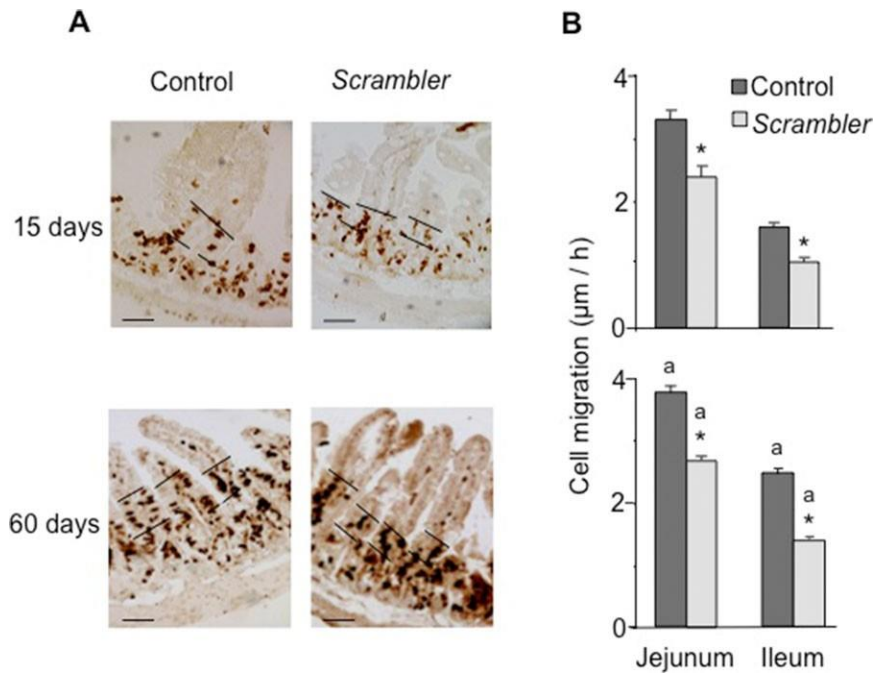 A
Control
Scrambler
15 days
60 days
B
Control
Scrambler
Cell migration (µm / h)
4
*
2
*
0
4
a
a
*
a
2
a
*
0
Jejunum
Ileum